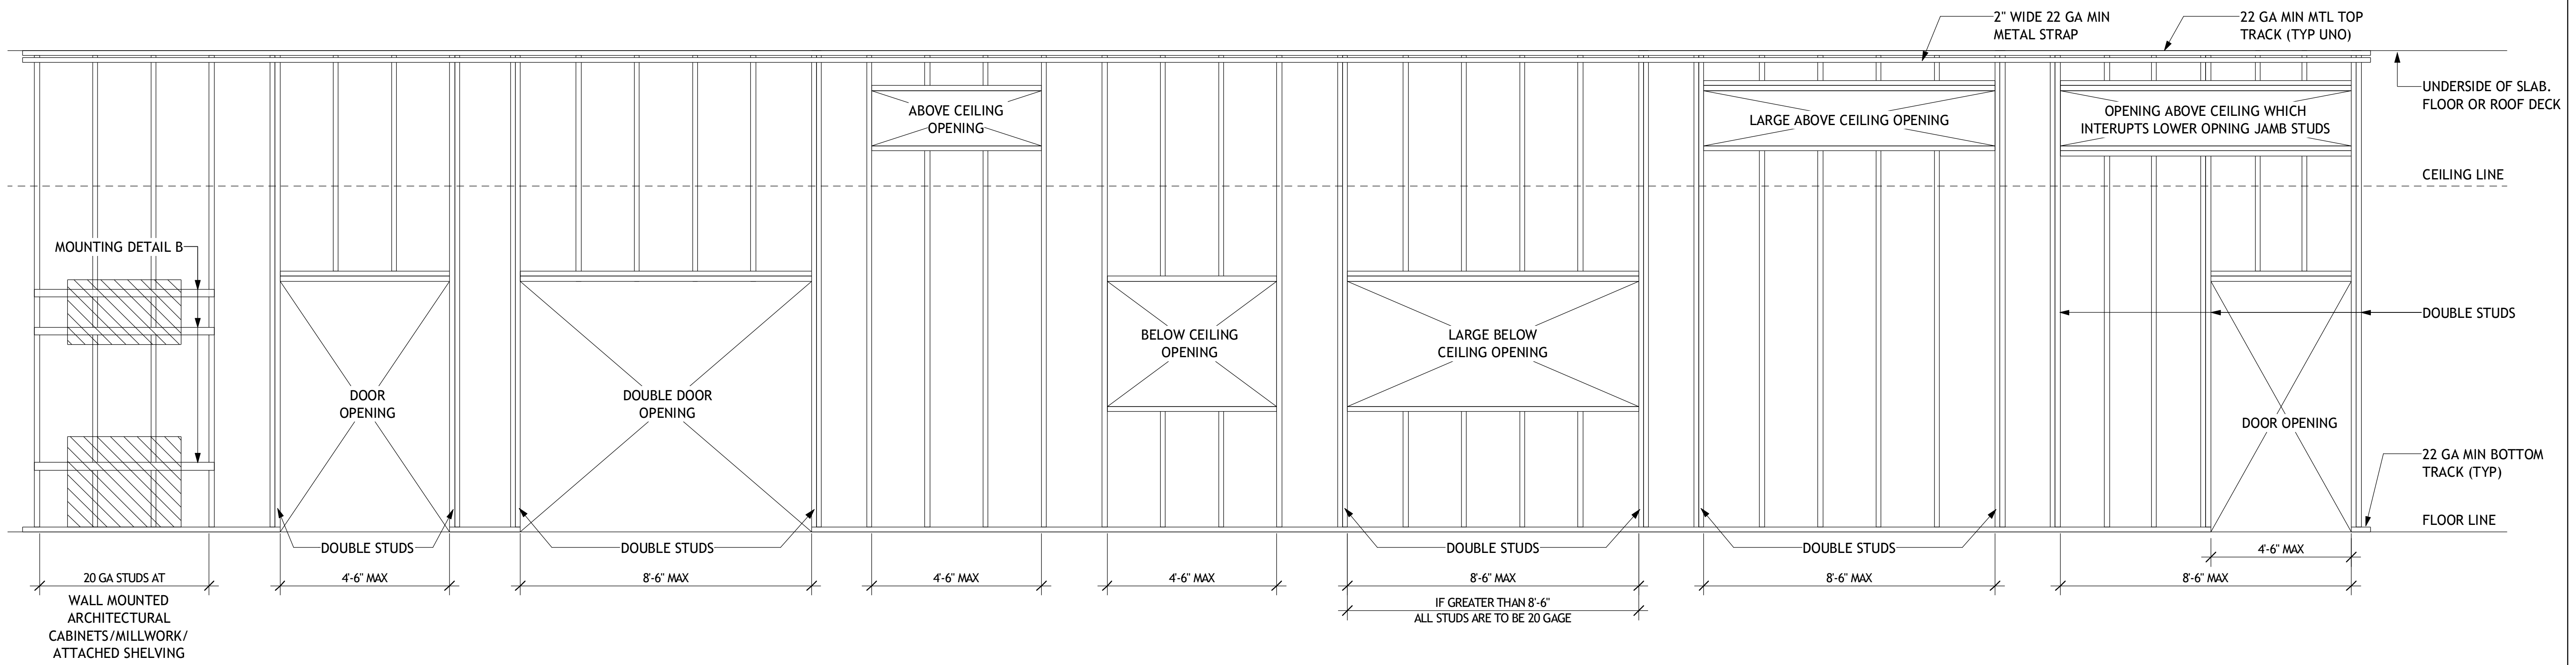 2" WIDE 22 GA MIN
METAL STRAP
22 GA MIN MTL TOP
TRACK (TYP UNO)
UNDERSIDE OF SLAB.
FLOOR OR ROOF DECK
ABOVE CEILING
OPENING
LARGE ABOVE CEILING OPENING
OPENING ABOVE CEILING WHICH
INTERUPTS LOWER OPNING JAMB STUDS
CEILING LINE
MOUNTING DETAIL B
DOUBLE STUDS
BELOW CEILING
OPENING
LARGE BELOW
CEILING OPENING
DOOR
OPENING
DOUBLE DOOR
OPENING
DOOR OPENING
22 GA MIN BOTTOM
TRACK (TYP)
FLOOR LINE
DOUBLE STUDS
DOUBLE STUDS
DOUBLE STUDS
DOUBLE STUDS
4'-6" MAX
20 GA STUDS AT
WALL MOUNTED
ARCHITECTURAL
CABINETS/MILLWORK/
ATTACHED SHELVING
4'-6" MAX
8'-6" MAX
4'-6" MAX
4'-6" MAX
8'-6" MAX
IF GREATER THAN 8'-6"
ALL STUDS ARE TO BE 20 GAGE
8'-6" MAX
8'-6" MAX